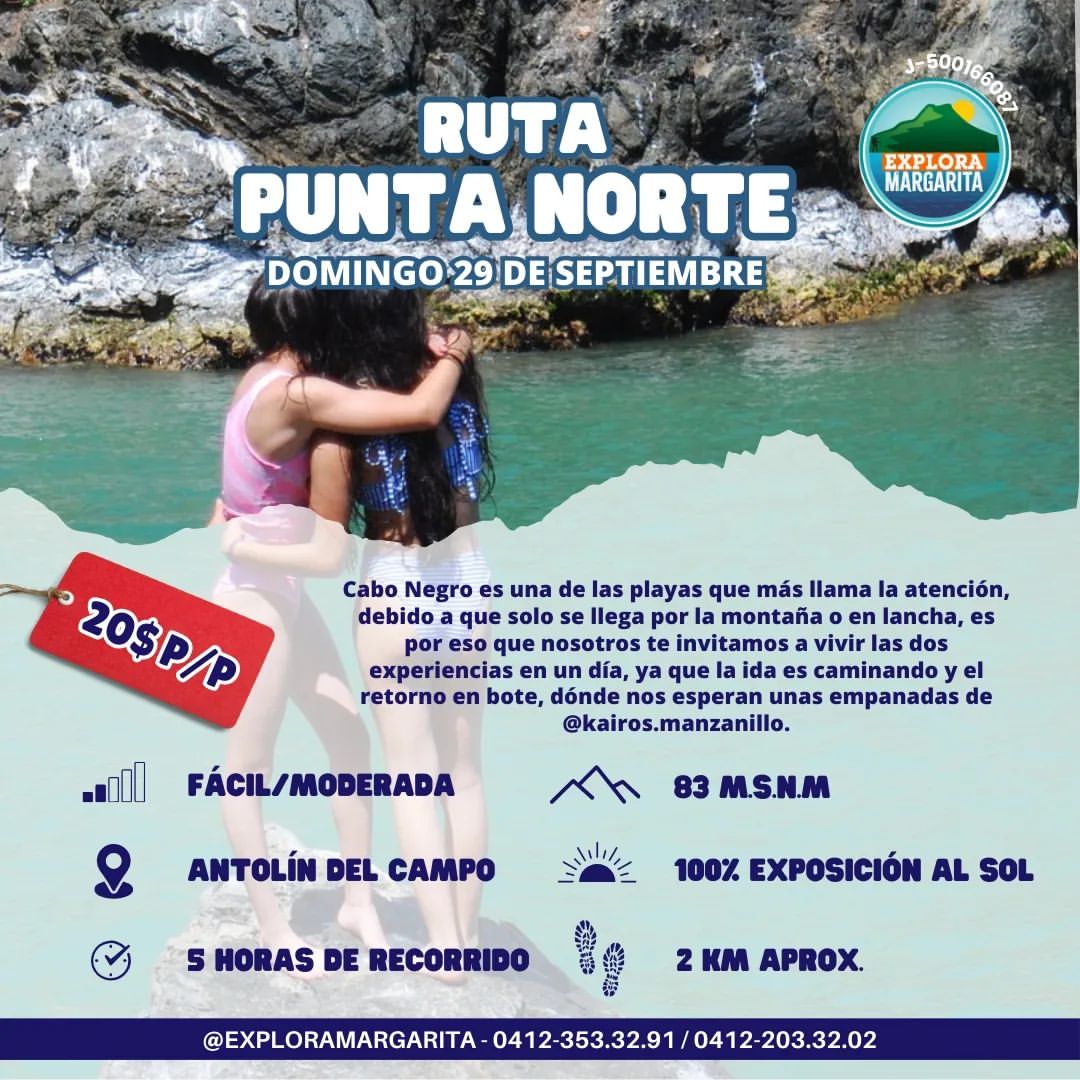 J-500166087
EXPLORA
MARGARITA
RUTA
PUNTA NORTE
DOMINGO 29 DE SEPTIEMBRE
20$ P/P
Cabo Negro es una de las playas que más llama la atención,
debido a que solo se llega por la montaña o en lancha, es
por eso que nosotros te invitamos a vivir las dos
experiencias en un día, ya que la ida es caminando y el
retorno en bote, dónde nos esperan unas empanadas de
@kairos.manzanillo.
FÁCIL/MODERADA
83 M.S.N.M
ANTOLÍN DEL CAMPO
100% EXPOSICIÓN AL SOL
5 HORAS DE RECORRIDO
2 KM APROX.
@EXPLORAMARGARITA - 0412-353.32.91 / 0412-203.32.02